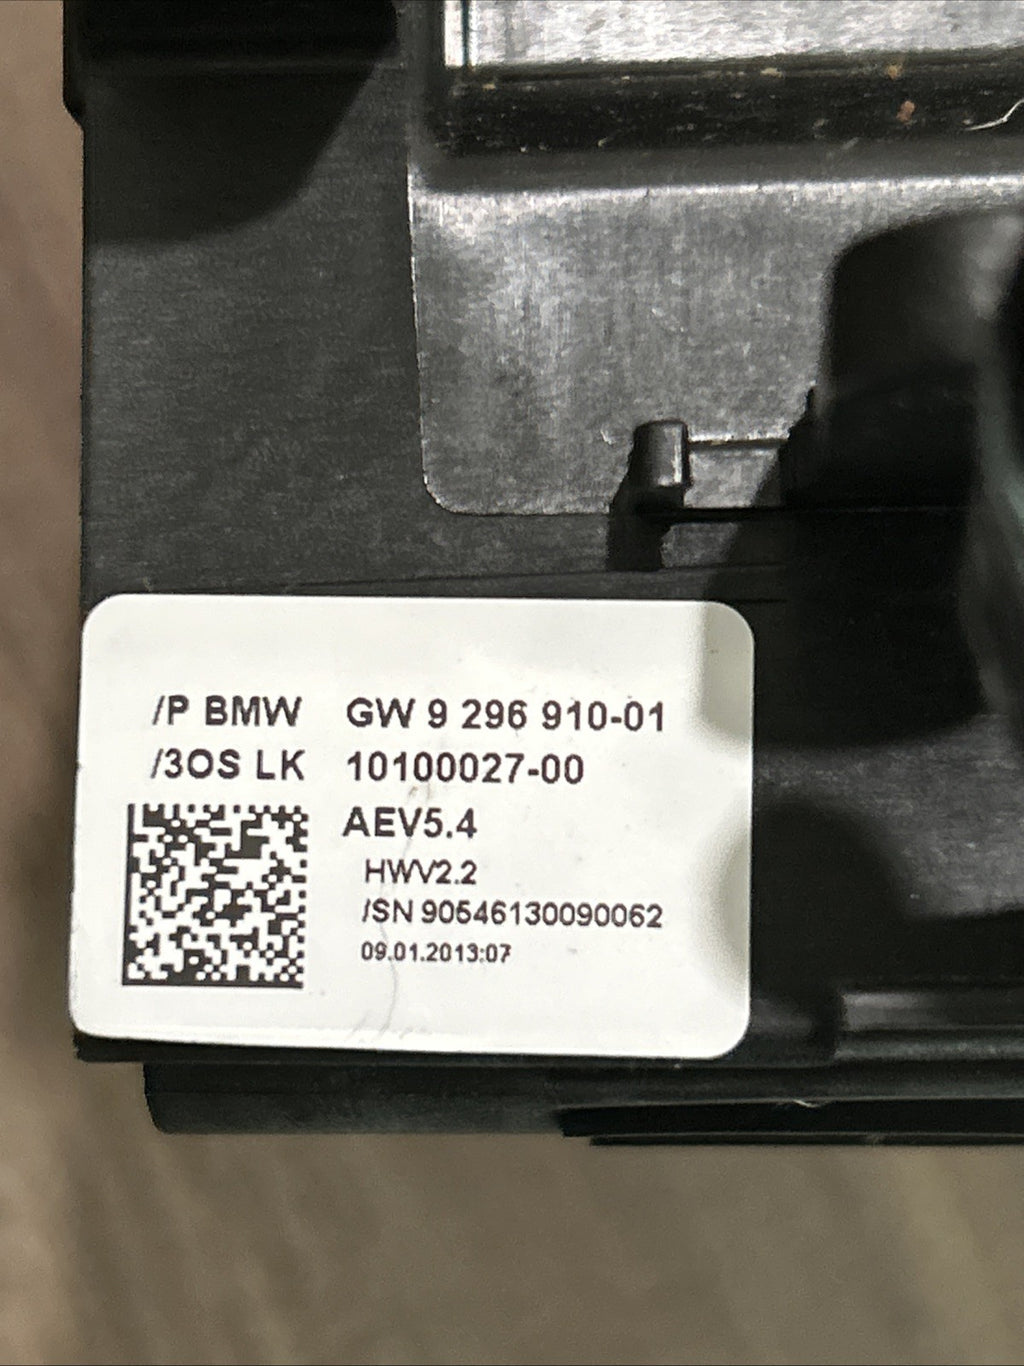 /P BMW GW 9 296 910-01
/3OS LK 10100027-00
AEV5.4
HWV2.2
/SN 90546130090062
09.01.2013:07